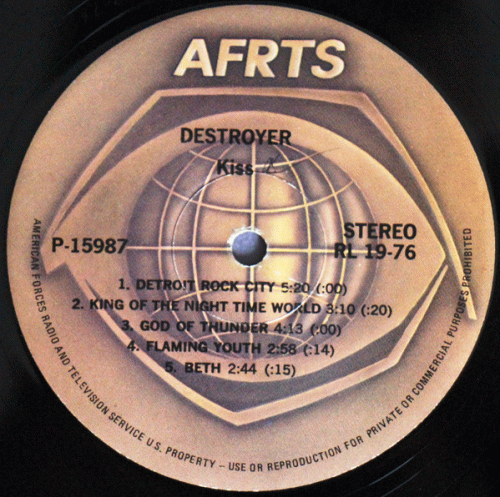 AFRTS
DESTROYER
Kiss
P-15987
STEREO
RL 19-76
1. DETROIT ROCK CITY 5:20 (:00)
2. KING OF THE NIGHT TIME WORLD 3:10 (:20)
3. GOD OF THUNDER 4:13 (:00)
4. FLAMING YOUTH 2:58 (:14)
5. BETH 2:44 (:15)
AMERICAN FORCES RADIO AND TELEVISION SERVICE U.S. PROPERTY – USE OR REPRODUCTION FOR PRIVATE OR COMMERCIAL PURPOSES PROHIBITED